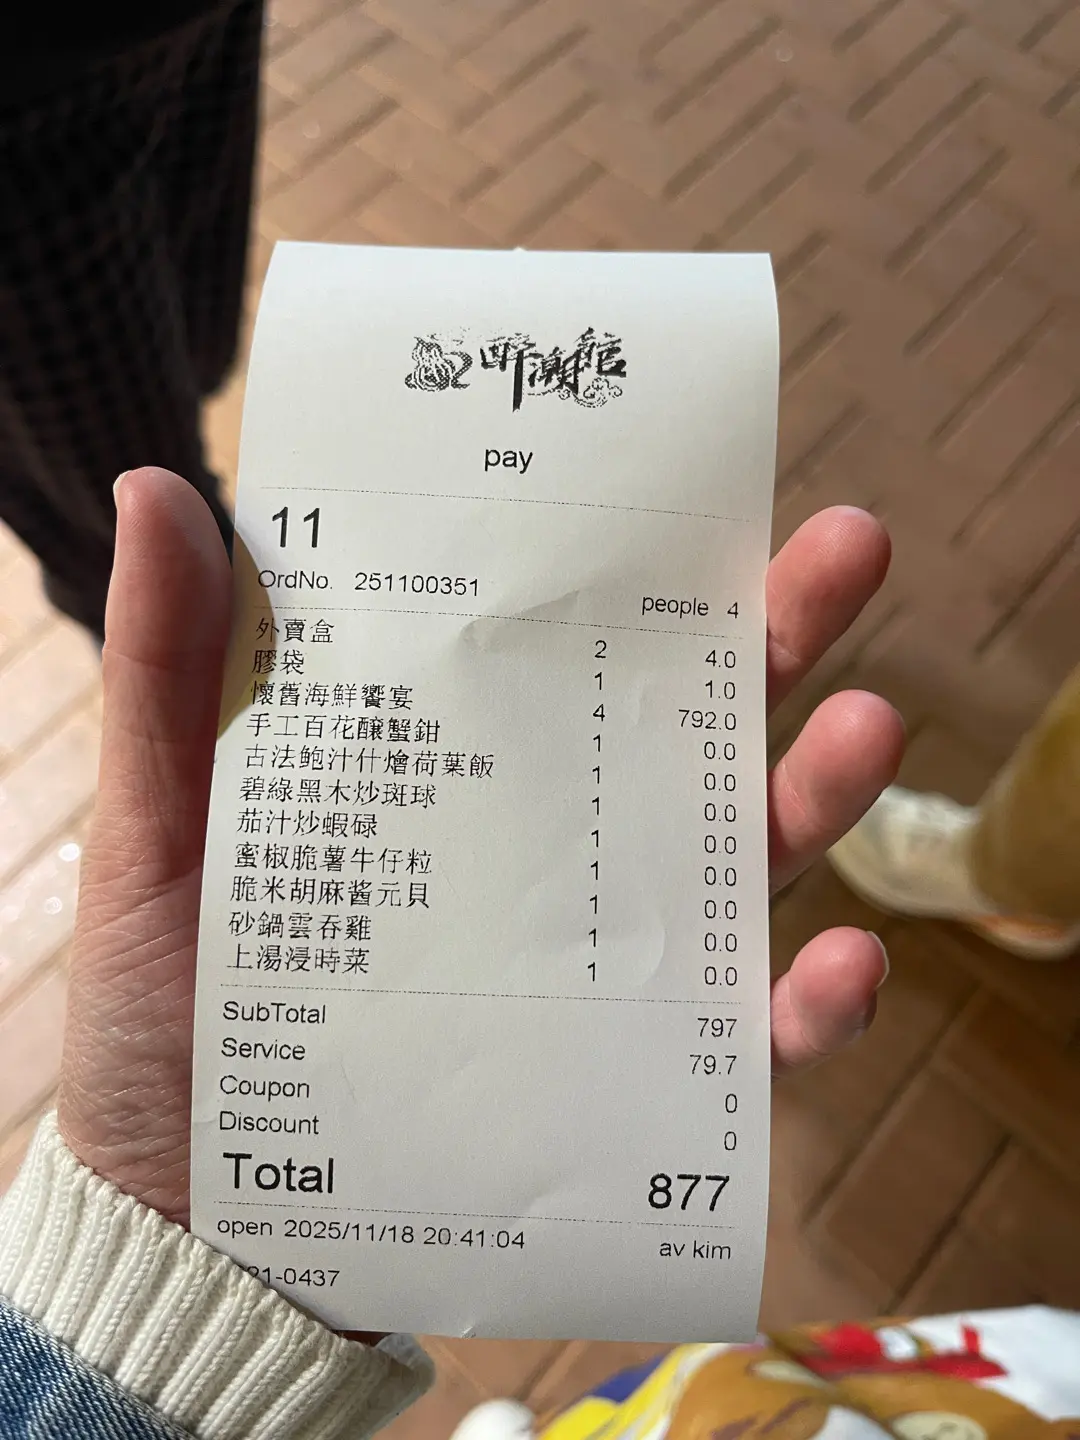 醉潮館
pay
11
OrdNo. 251100351 people 4
外賣盒 2 4.0
膠袋 1 1.0
懷舊海鮮饗宴 4 792.0
手工百花釀蟹鉗 1 0.0
古法鮑汁什燴荷葉飯 1 0.0
碧綠黑木炒斑球 1 0.0
茄汁炒蝦碌 1 0.0
蜜椒脆薯牛仔粒 1 0.0
脆米胡麻醬元貝 1 0.0
砂鍋雲吞雞 1 0.0
上湯浸時菜 1 0.0
SubTotal 797
Service 79.7
Coupon 0
Discount 0
Total 877
open 2025/11/18 20:41:04 av kim
21-0437